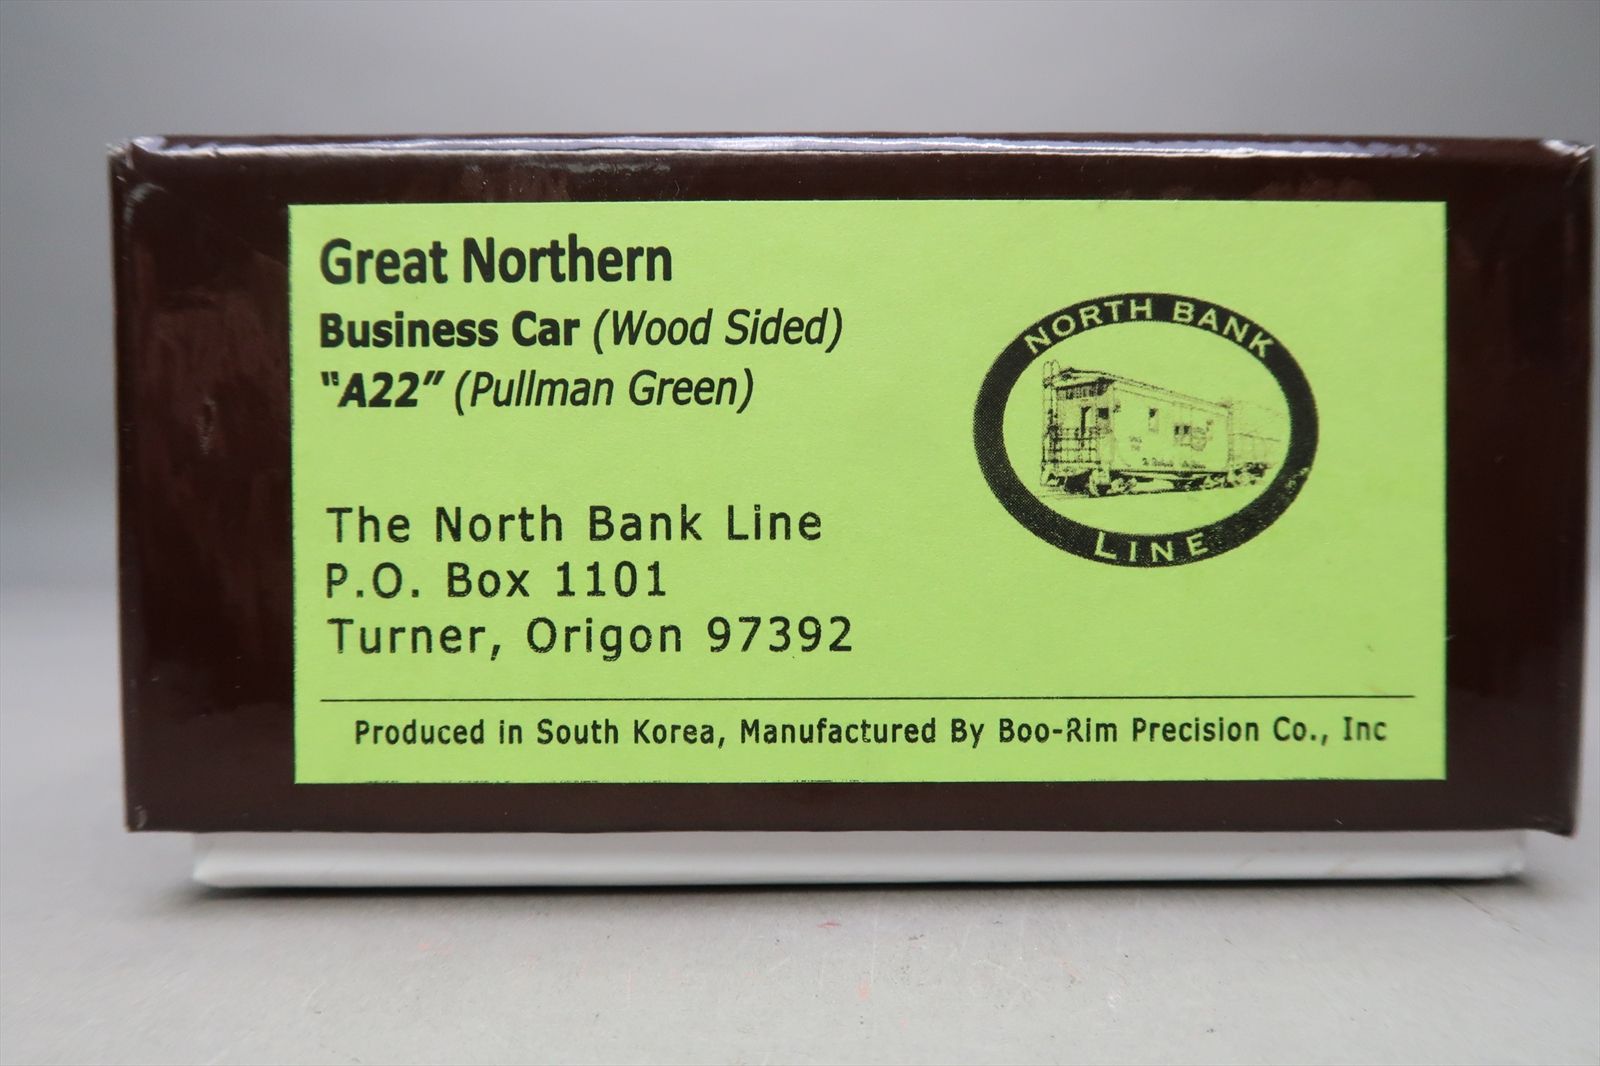 Great Northern
Business Car (Wood Sided)
"A22" (Pullman Green)
NORTH BANK
LINE
The North Bank Line
P.O. Box 1101
Turner, Origon 97392
Produced in South Korea, Manufactured By Boo-Rim Precision Co., Inc